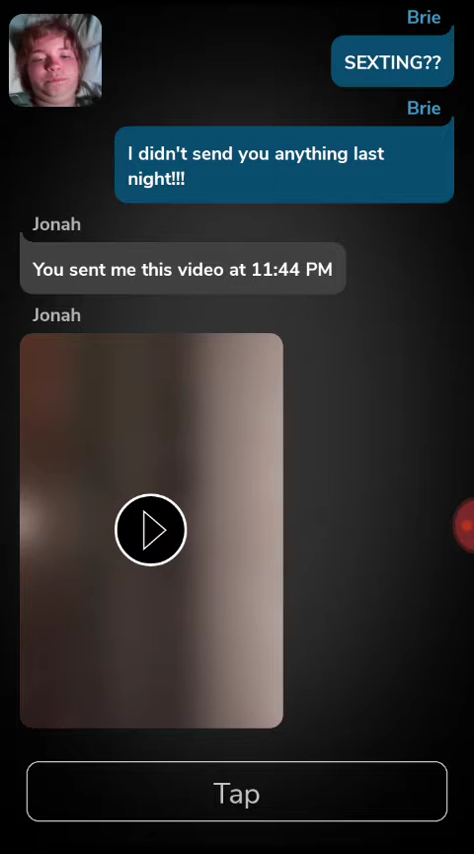 Brie
SEXTING??
Brie
I didn't send you anything last
night!!!
Jonah
You sent me this video at 11:44 PM
Jonah
Tap